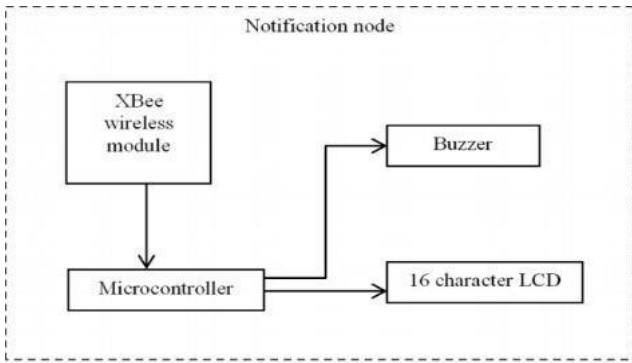 Notification node
XBee
wireless
module
Buzzer
Microcontroller
16 character LCD